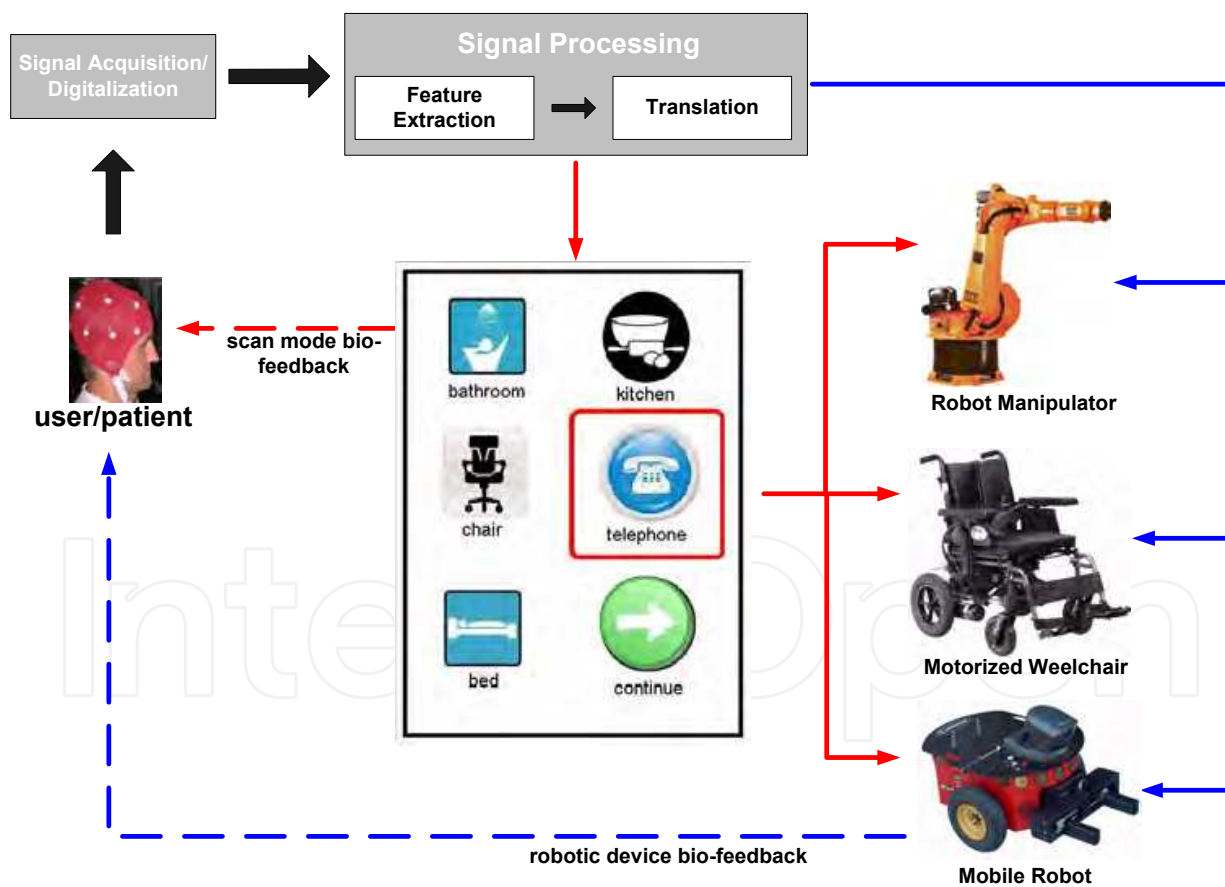 Signal Acquisition/
Digitalization
Signal Processing
Feature
Extraction
Translation
scan mode bio-
feedback
user/patient
bathroom
kitchen
chair
telephone
bed
continue
Robot Manipulator
Motorized Weelchair
Mobile Robot
robotic device bio-feedback